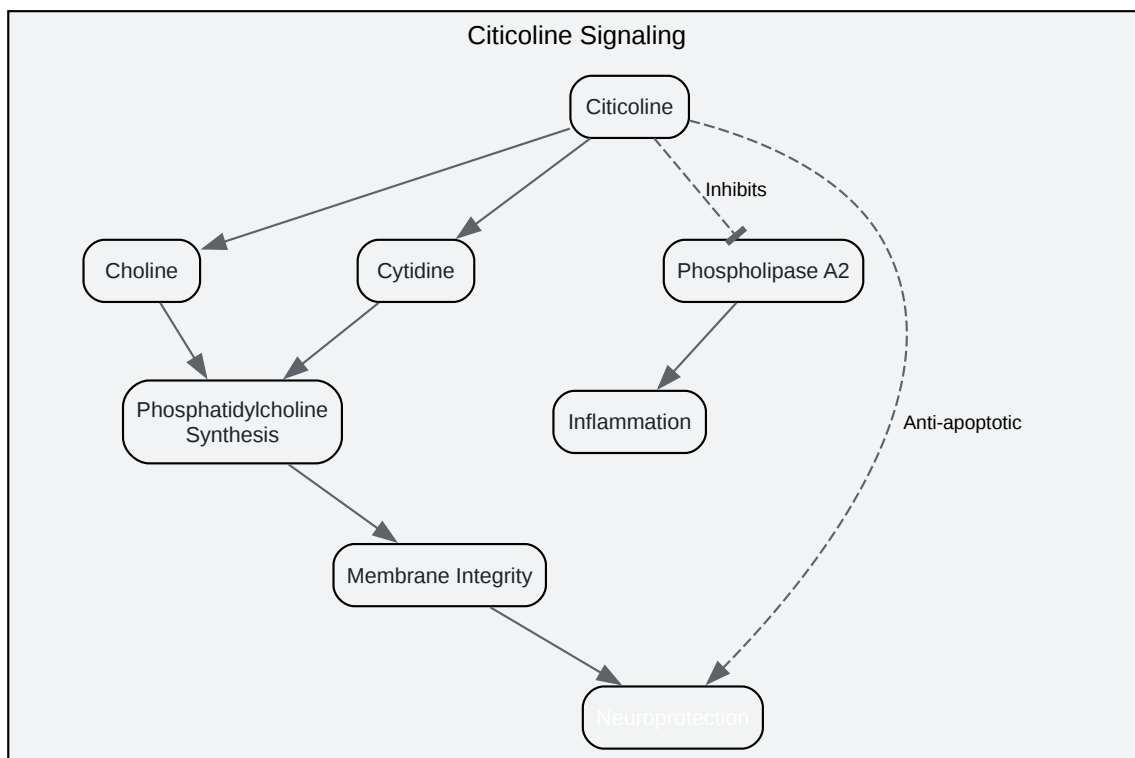 Citicoline Signaling
Citicoline
Inhibits
Choline
Cytidine
Phospholipase A2
Phosphatidylcholine
Synthesis
Inflammation
Anti-apoptotic
Membrane Integrity
Neuroprotection